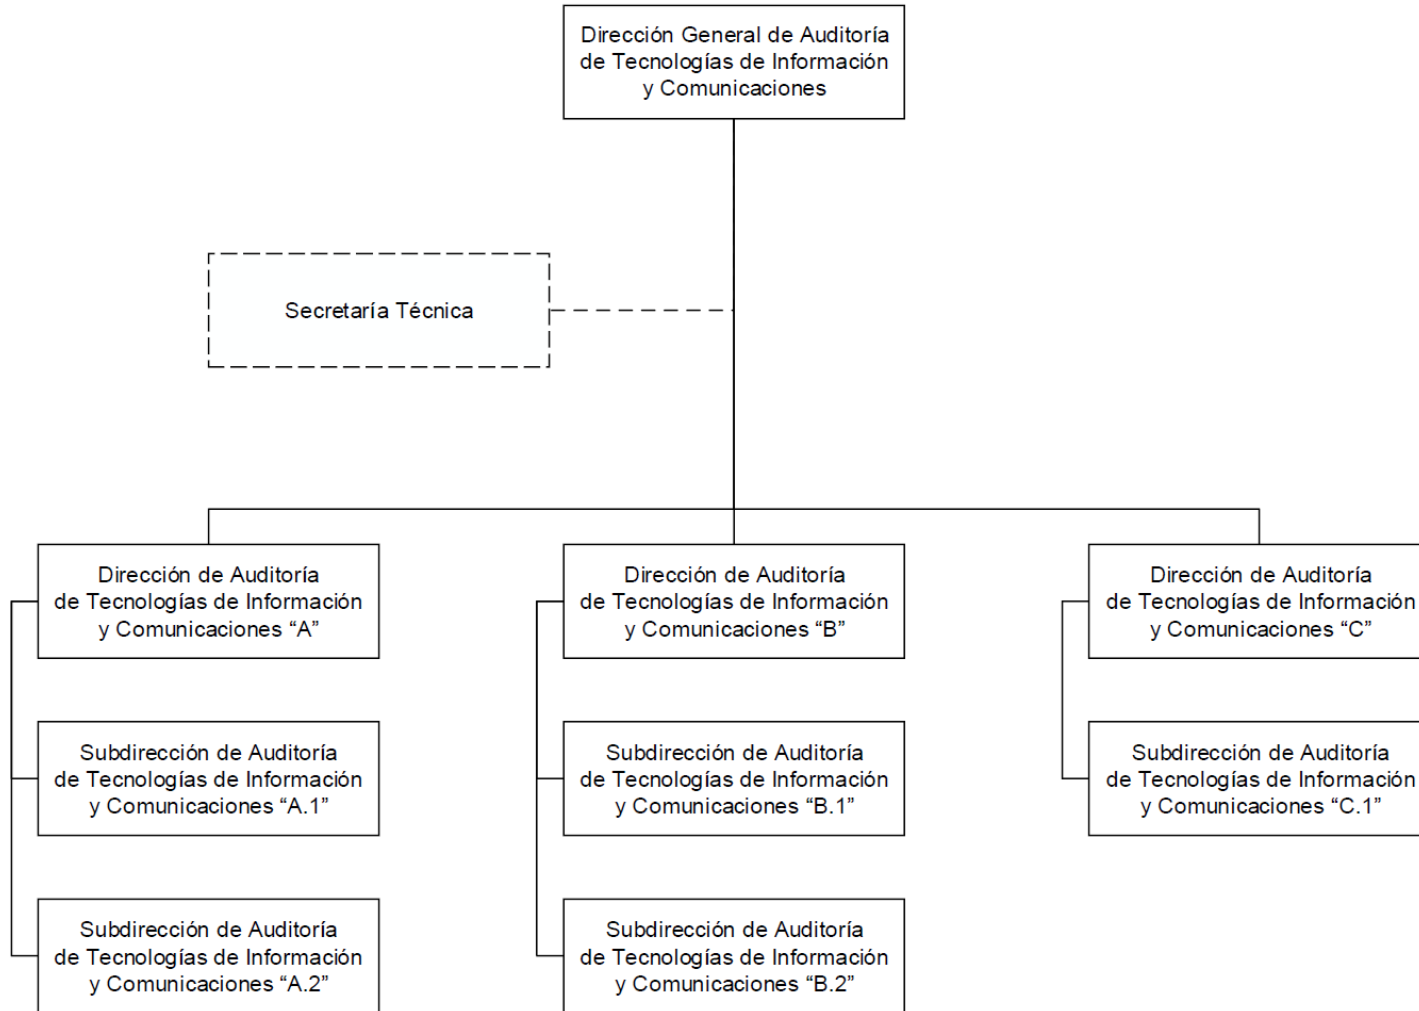 Dirección General de Auditoría
de Tecnologías de Información
y Comunicaciones
Secretaría Técnica
Dirección de Auditoría
de Tecnologías de Información
y Comunicaciones “A”
Subdirección de Auditoría
de Tecnologías de Información
y Comunicaciones “A.1”
Subdirección de Auditoría
de Tecnologías de Información
y Comunicaciones “A.2”
Dirección de Auditoría
de Tecnologías de Información
y Comunicaciones “B”
Subdirección de Auditoría
de Tecnologías de Información
y Comunicaciones “B.1”
Subdirección de Auditoría
de Tecnologías de Información
y Comunicaciones “B.2”
Dirección de Auditoría
de Tecnologías de Información
y Comunicaciones “C”
Subdirección de Auditoría
de Tecnologías de Información
y Comunicaciones “C.1”